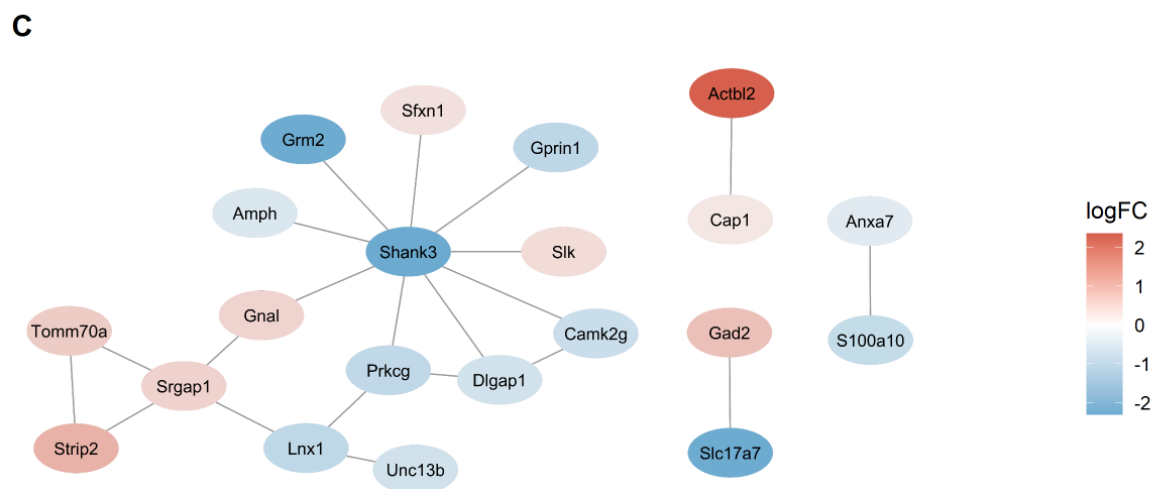 C
Actbl2
Sfxn1
Grm2
Gprin1
Amph
Cap1
Anxa7
Shank3
Slk
logFC
2
1
0
-1
-2
Gnal
Tomm70a
Camk2g
Gad2
S100a10
Prkcg
Dlgap1
Srgap1
Strip2
Lnx1
Unc13b
Slc17a7